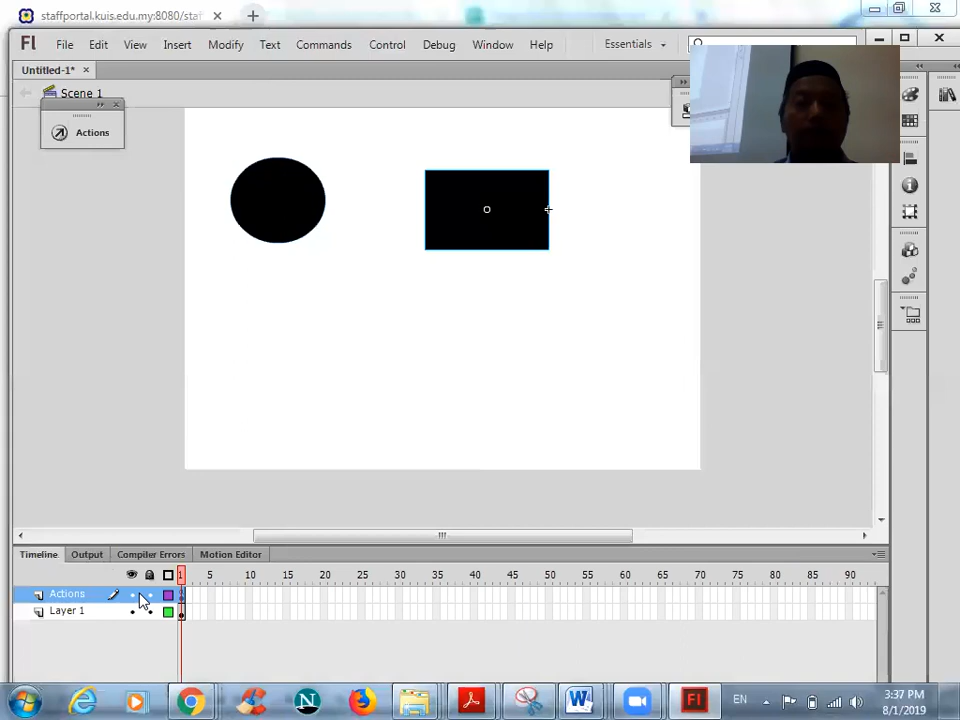 staffportal.kuis.edu.my:8080/staf
Fl File Edit View Insert Modify Text Commands Control Debug Window Help Essentials
Untitled-1*
Scene 1
Actions
Timeline Output Compiler Errors Motion Editor
1 5 10 15 20 25 30 35 40 45 50 55 60 65 70 75 80 85 90
Actions
Layer 1
N W Fl EN 3:37 PM
8/1/2019